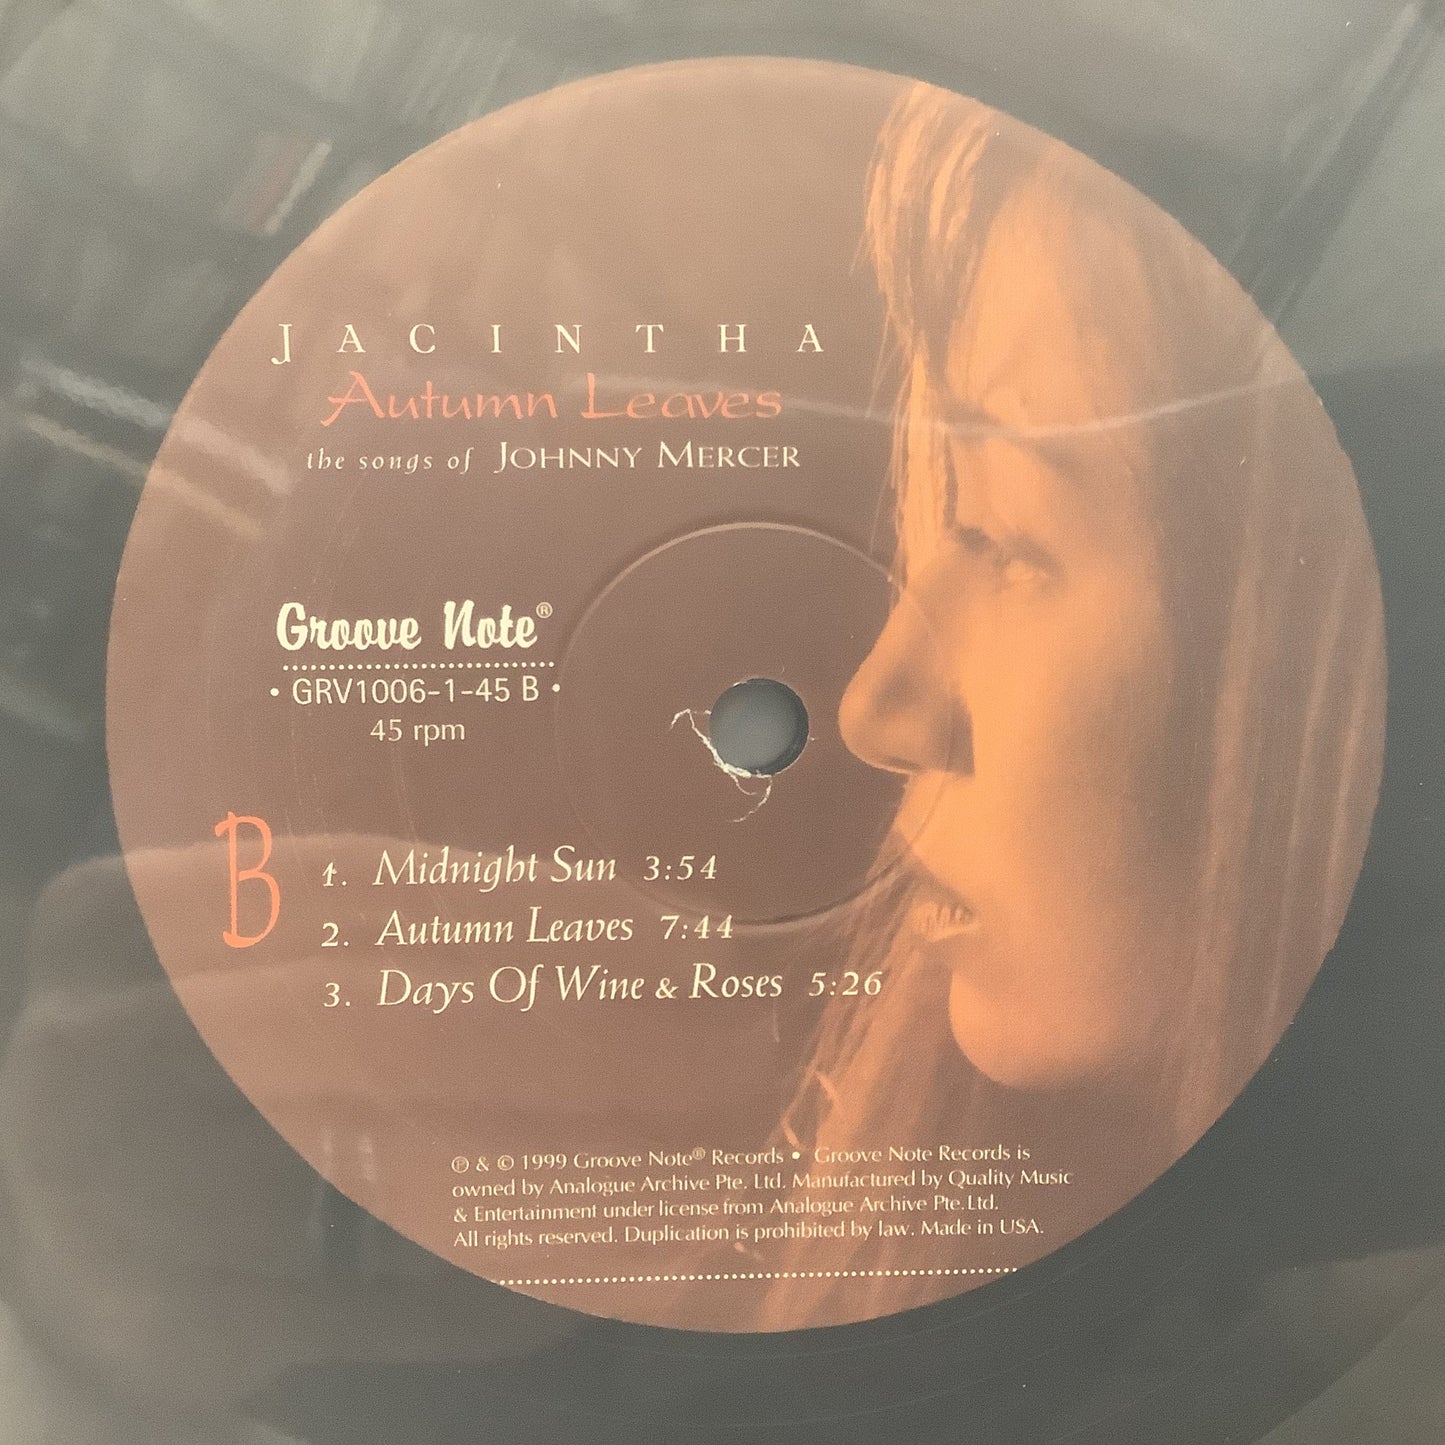 JACINTHA
Autumn Leaves
the songs of JOHNNY MERCER
Groove Note®
• GRV1006-1-45 B •
45 rpm
B
1. Midnight Sun 3:54
2. Autumn Leaves 7:44
3. Days Of Wine & Roses 5:26
℗ & © 1999 Groove Note® Records • Groove Note Records is
owned by Analogue Archive Pte. Ltd. Manufactured by Quality Music
& Entertainment under license from Analogue Archive Pte. Ltd.
All rights reserved. Duplication is prohibited by law. Made in USA.